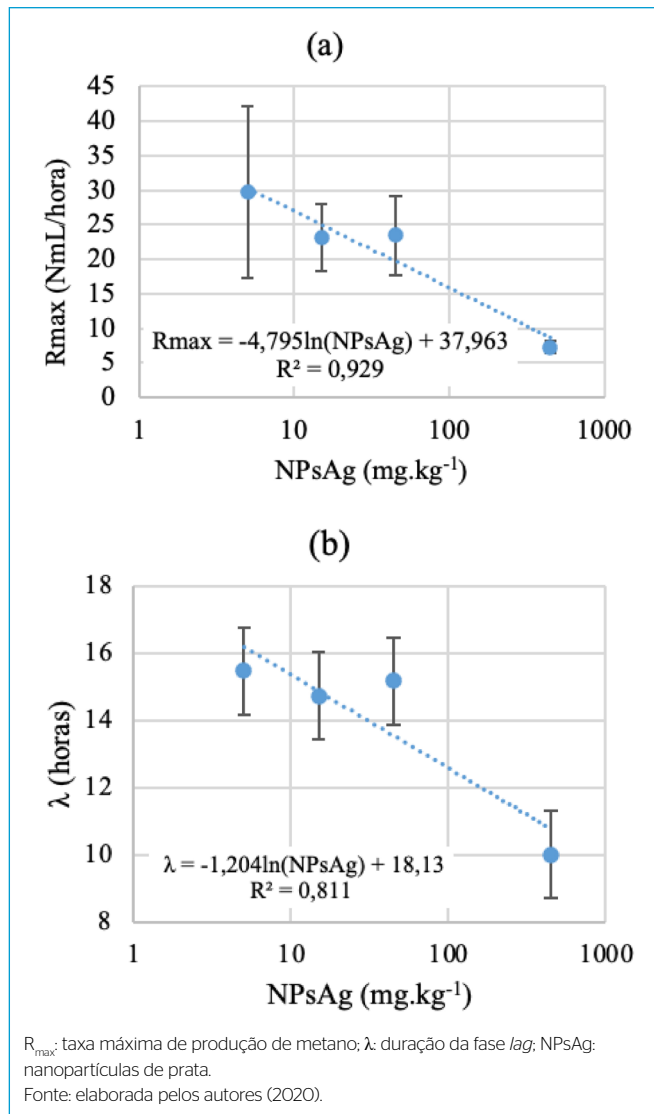 (a)
45
40
35
30
25
20
15
10
5
0
Rmax (NmL/hora)
Rmax = -4,795ln(NPsAg) + 37,963
R² = 0,929
1 10 100 1000
NPsAg (mg.kg⁻¹)
(b)
18
16
14
12
10
8
λ (horas)
λ = -1,204ln(NPsAg) + 18,13
R² = 0,811
1 10 100 1000
NPsAg (mg.kg⁻¹)
Rmax: taxa máxima de produção de metano; λ: duração da fase lag; NPsAg:
nanopartículas de prata.
Fonte: elaborada pelos autores (2020).